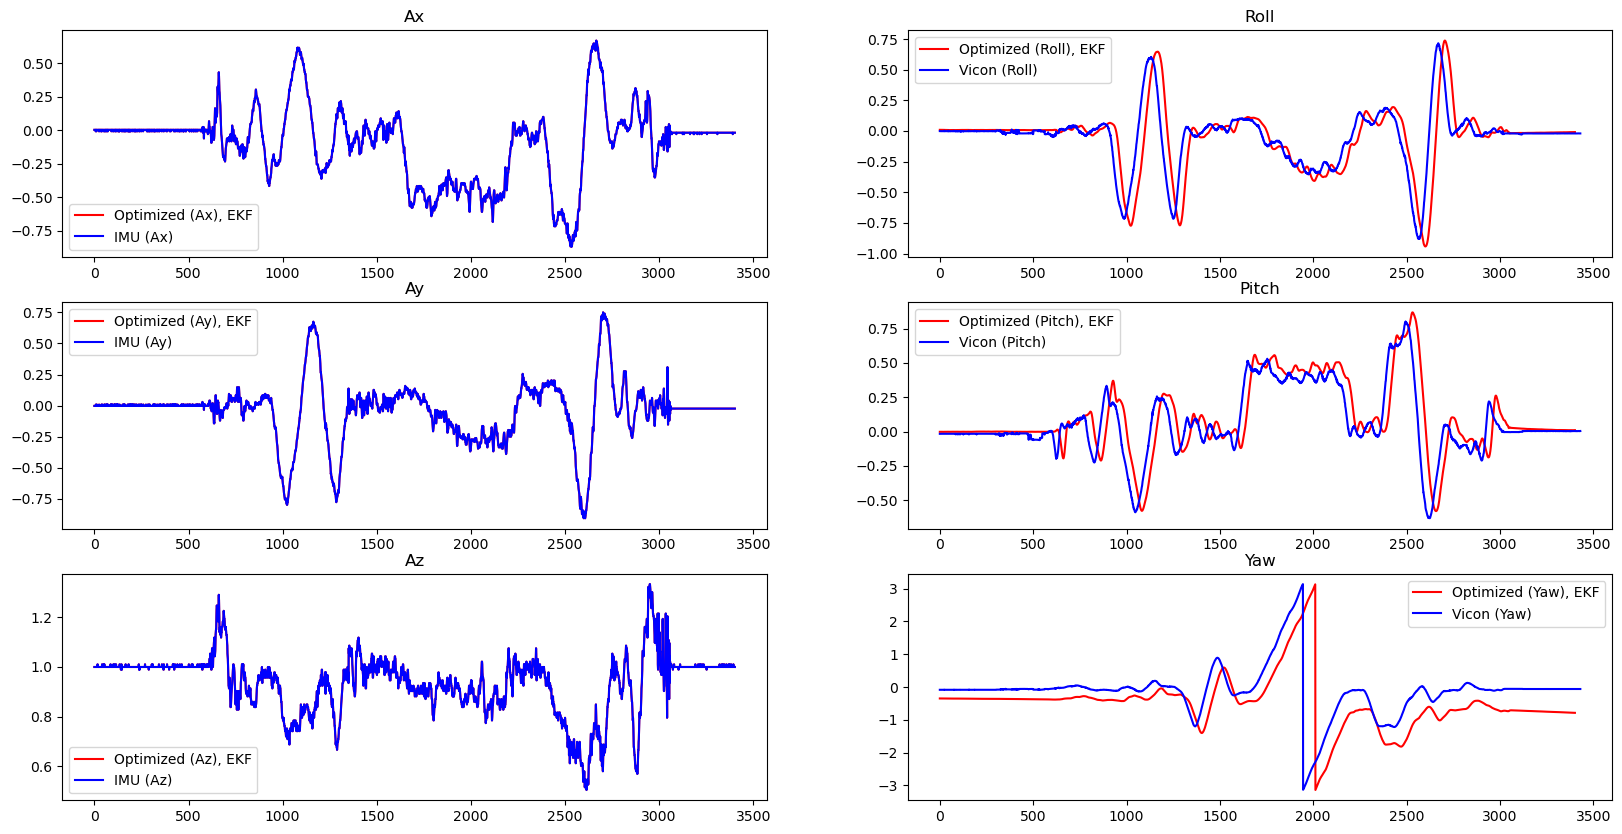 Ax
0.50
0.25
0.00
−0.25
−0.50
−0.75
Optimized (Ax), EKF
IMU (Ax)
0 500 1000 1500 2000 2500 3000 3500
Roll
0.75
0.50
0.25
0.00
−0.25
−0.50
−0.75
−1.00
Optimized (Roll), EKF
Vicon (Roll)
0 500 1000 1500 2000 2500 3000 3500
Ay
0.75
0.50
0.25
0.00
−0.25
−0.50
−0.75
Optimized (Ay), EKF
IMU (Ay)
0 500 1000 1500 2000 2500 3000 3500
Pitch
0.75
0.50
0.25
0.00
−0.25
−0.50
Optimized (Pitch), EKF
Vicon (Pitch)
0 500 1000 1500 2000 2500 3000 3500
Az
1.2
1.0
0.8
0.6
Optimized (Az), EKF
IMU (Az)
0 500 1000 1500 2000 2500 3000 3500
Yaw
3
2
1
0
−1
−2
−3
Optimized (Yaw), EKF
Vicon (Yaw)
0 500 1000 1500 2000 2500 3000 3500